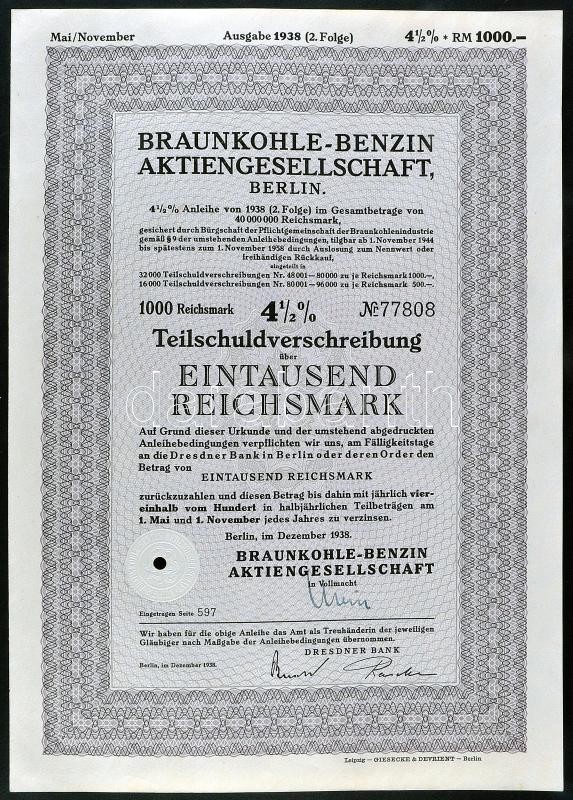 Mai/November Ausgabe 1938 (2. Folge) 4½% * RM 1000.–
BRAUNKOHLE-BENZIN
AKTIENGESELLSCHAFT,
BERLIN.
4½% Anleihe von 1938 (2. Folge) im Gesamtbetrage von
40 000 000 Reichsmark,
gesichert durch Bürgschaft der Pflichtgemeinschaft der Braunkohlenindustrie
gemäß § 9 der umstehenden Anleihebedingungen, tilgbar ab 1. November 1944
bis spätestens zum 1. November 1958 durch Auslosung zum Nennwert oder
freihändigen Rückkauf,
eingeteilt in
32 000 Teilschuldverschreibungen Nr. 48 001–80 000 zu je Reichsmark 1000.–,
16 000 Teilschuldverschreibungen Nr. 80 001–96 000 zu je Reichsmark 500.–,
1000 Reichsmark 4½% № 77808
Teilschuldverschreibung
über
EINTAUSEND
REICHSMARK
Auf Grund dieser Urkunde und der umstehend abgedruckten
Anleihebedingungen verpflichten wir uns, am Fälligkeitstage
an die Dresdner Bank in Berlin oder deren Order den
Betrag von
EINTAUSEND REICHSMARK
zurückzuzahlen und diesen Betrag bis dahin mit jährlich vier-
einhalb vom Hundert in halbjährlichen Teilbeträgen am
1. Mai und 1. November jedes Jahres zu verzinsen.
Berlin, im Dezember 1938.
BRAUNKOHLE-BENZIN
AKTIENGESELLSCHAFT
in Vollmacht
Eingetragen Seite 597
Wir haben für die obige Anleihe das Amt als Treuhänderin der jeweiligen
Gläubiger nach Maßgabe der Anleihebedingungen übernommen.
DRESDNER BANK
Berlin, im Dezember 1938.
Leipzig – GIESECKE & DEVRIENT – Berlin